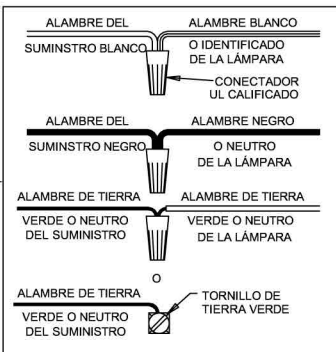 ALAMBRE DEL
SUMINSTRO BLANCO
ALAMBRE BLANCO
O IDENTIFICADO
DE LA LÁMPARA
CONECTADOR
UL CALIFICADO
ALAMBRE DEL
SUMINSTRO NEGRO
ALAMBRE NEGRO
O NEUTRO
DE LA LÁMPARA
ALAMBRE DE TIERRA
VERDE O NEUTRO
DEL SUMINISTRO
ALAMBRE DE TIERRA
VERDE O NEUTRO
DE LA LÁMPARA
O
ALAMBRE DE TIERRA
VERDE O NEUTRO
DEL SUMINISTRO
TORNILLO DE
TIERRA VERDE